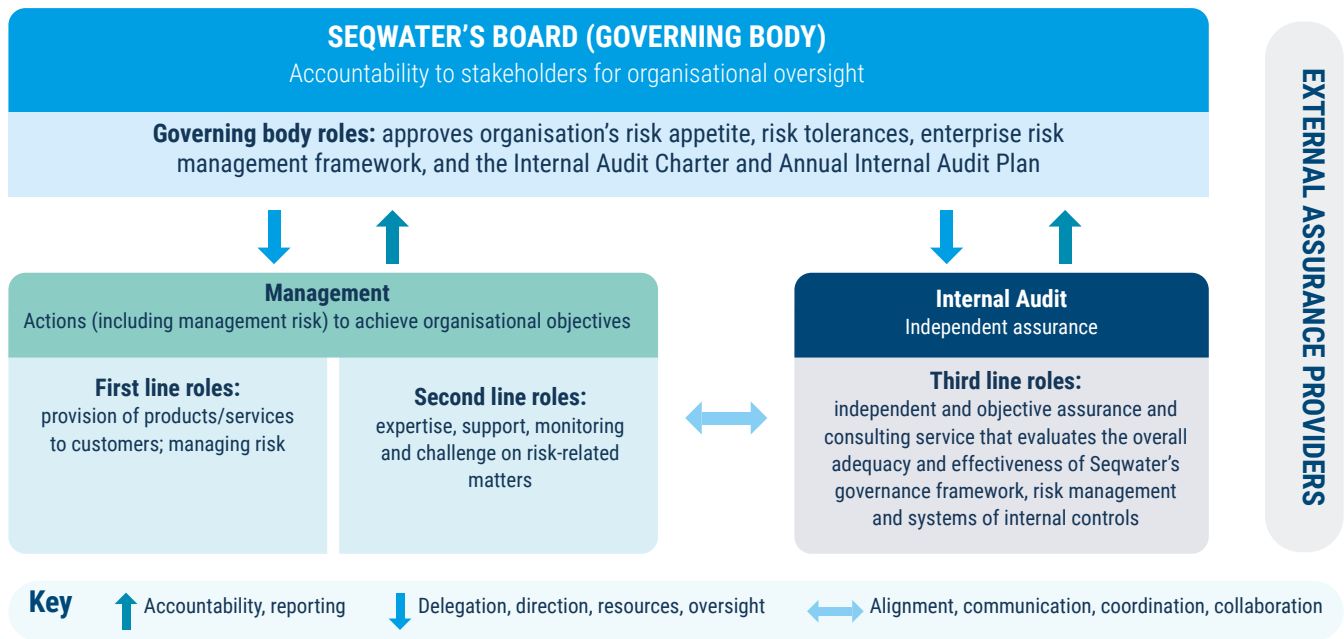 SEQWATER'S BOARD (GOVERNING BODY)
Accountability to stakeholders for organisational oversight
Governing body roles: approves organisation's risk appetite, risk tolerances, enterprise risk
management framework, and the Internal Audit Charter and Annual Internal Audit Plan
Management
Actions (including management risk) to achieve organisational objectives
First line roles:
provision of products/services
to customers; managing risk
Second line roles:
expertise, support, monitoring
and challenge on risk-related
matters
Internal Audit
Independent assurance
Third line roles:
independent and objective assurance and
consulting service that evaluates the overall
adequacy and effectiveness of Seqwater's
governance framework, risk management
and systems of internal controls
EXTERNAL ASSURANCE PROVIDERS
Key
Accountability, reporting
Delegation, direction, resources, oversight
Alignment, communication, coordination, collaboration